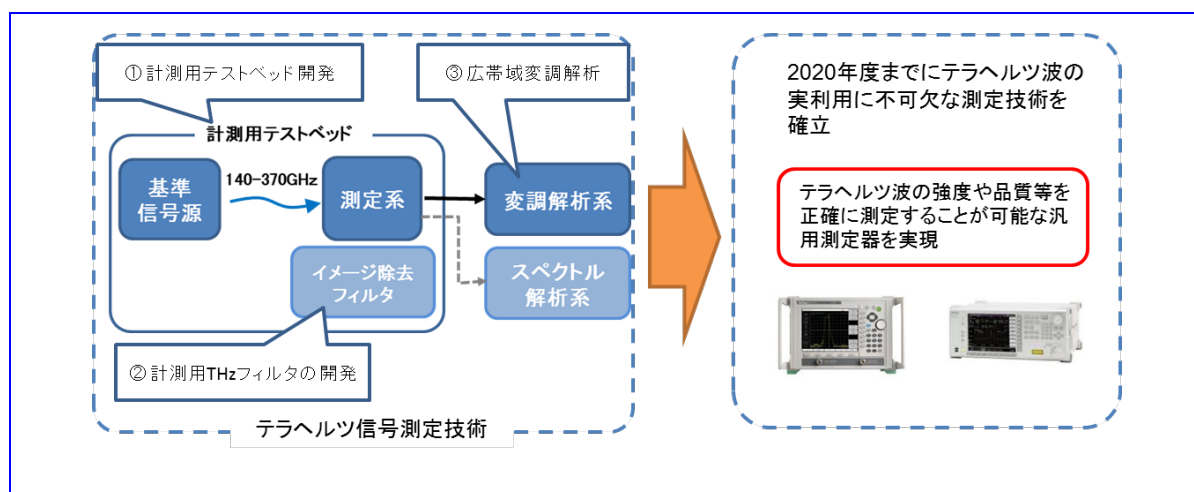 ①計測用テストベッド開発
③広帯域変調解析
計測用テストベッド
基準
信号源
140-370GHz
測定系
変調解析系
イメージ除去
フィルタ
スペクトル
解析系
②計測用THzフィルタの開発
テラヘルツ信号測定技術
2020年度までにテラヘルツ波の
実利用に不可欠な測定技術を
確立
テラヘルツ波の強度や品質等を
正確に測定することが可能な汎
用測定器を実現